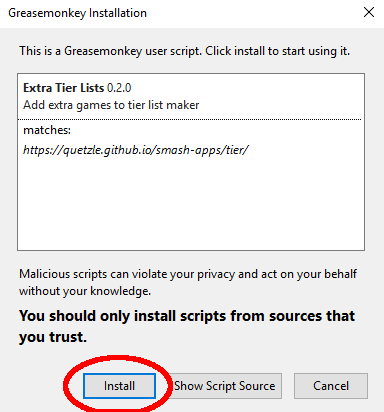 Greasemonkey Installation
This is a Greasemonkey user script. Click install to start using it.
Extra Tier Lists 0.2.0
Add extra games to tier list maker
matches:
https://quetzle.github.io/smash-apps/tier/
Malicious scripts can violate your privacy and act on your behalf
without your knowledge.
You should only install scripts from sources that
you trust.
Install Show Script Source Cancel